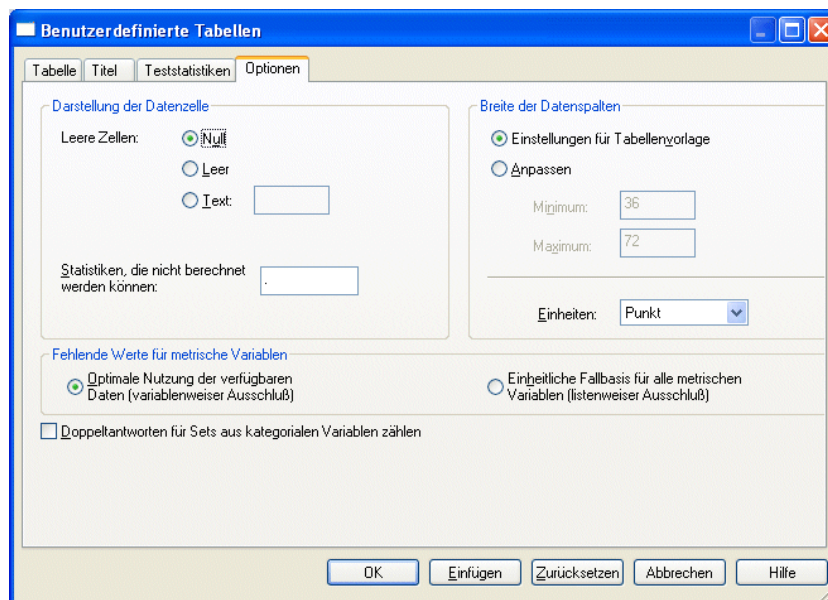 Benutzerdefinierte Tabellen
Tabelle Titel Teststatistiken Optionen
Darstellung der Datenzelle
Leere Zellen:
Null
Leer
Text:
Statistiken, die nicht berechnet
werden können:
.
Breite der Datenspalten
Einstellungen für Tabellenvorlage
Anpassen
Minimum: 36
Maximum: 72
Einheiten: Punkt
Fehlende Werte für metrische Variablen
Optimale Nutzung der verfügbaren
Daten (variablenweiser Ausschluß)
Einheitliche Fallbasis für alle metrischen
Variablen (listenweiser Ausschluß)
Doppeltantworten für Sets aus kategorialen Variablen zählen
OK Einfügen Zurücksetzen Abbrechen Hilfe